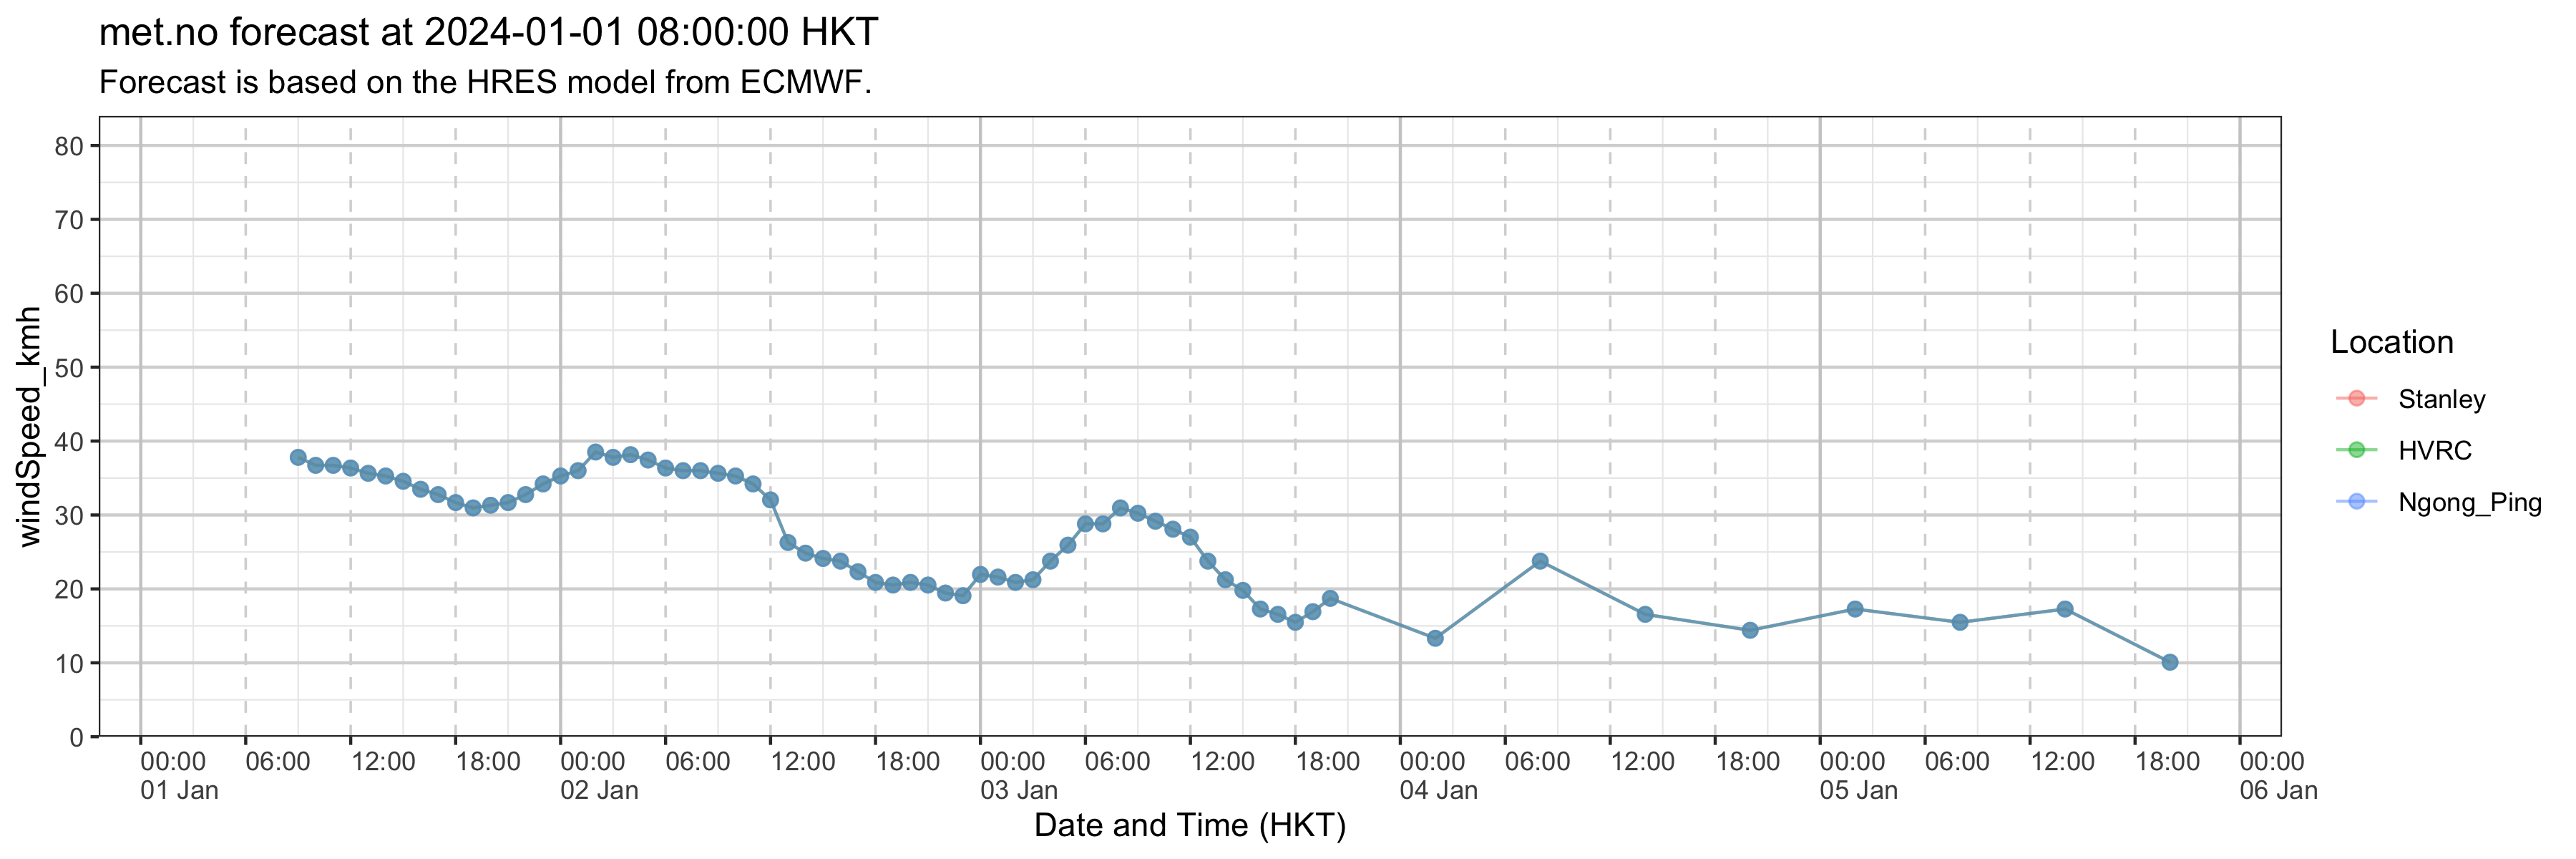 met.no forecast at 2024-01-01 08:00:00 HKT
Forecast is based on the HRES model from ECMWF.
windSpeed_kmh
80
70
60
50
40
30
20
10
0
00:00 06:00 12:00 18:00 00:00 06:00 12:00 18:00 00:00 06:00 12:00 18:00 00:00 06:00 12:00 18:00 00:00 06:00 12:00 18:00 00:00
01 Jan 02 Jan 03 Jan 04 Jan 05 Jan 06 Jan
Date and Time (HKT)
Location
Stanley
HVRC
Ngong_Ping